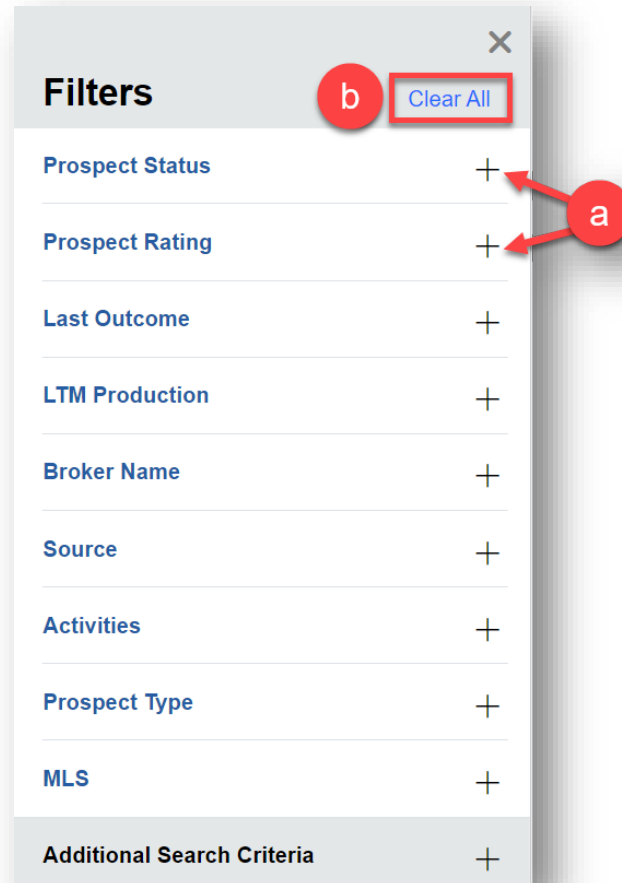 Filters
b
Clear All
Prospect Status
a
Prospect Rating
Last Outcome
LTM Production
Broker Name
Source
Activities
Prospect Type
MLS
Additional Search Criteria